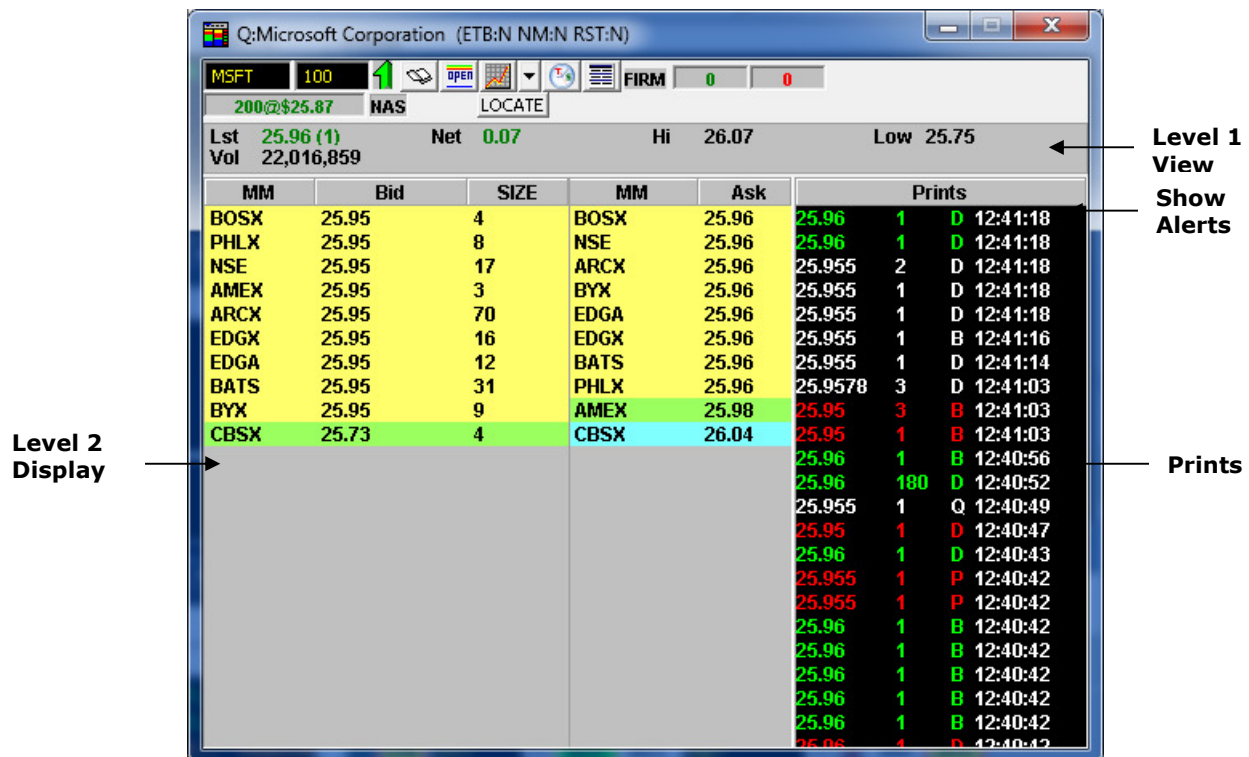 Q:Microsoft Corporation (ETB:N NM:N RST:N)
MSFT 100 OPEN FIRM 0 0
200@$25.87 NAS LOCATE
Lst 25.96 (1) Net 0.07 Hi 26.07 Low 25.75
Vol 22,016,859
Level 1
View
MM Bid SIZE MM Ask Prints
Show
Alerts
BOSX 25.95 4 BOSX 25.96 25.96 1 D 12:41:18
PHLX 25.95 8 NSE 25.96 25.96 1 D 12:41:18
NSE 25.95 17 ARCX 25.96 25.955 2 D 12:41:18
AMEX 25.95 3 BYX 25.96 25.955 1 D 12:41:18
ARCX 25.95 70 EDGA 25.96 25.955 1 D 12:41:18
EDGX 25.95 16 EDGX 25.96 25.955 1 B 12:41:16
EDGA 25.95 12 BATS 25.96 25.955 1 D 12:41:14
BATS 25.95 31 PHLX 25.96 25.9578 3 D 12:41:03
BYX 25.95 9 AMEX 25.98 25.95 3 B 12:41:03
CBSX 25.73 4 CBSX 26.04 25.95 1 B 12:41:03
Level 2
Display
25.96 1 B 12:40:56
25.96 180 D 12:40:52
Prints
25.955 1 Q 12:40:49
25.95 1 D 12:40:47
25.96 1 D 12:40:43
25.955 1 P 12:40:42
25.955 1 P 12:40:42
25.96 1 B 12:40:42
25.96 1 B 12:40:42
25.96 1 B 12:40:42
25.96 1 B 12:40:42
25.96 1 B 12:40:42
25.96 1 D 12:40:42